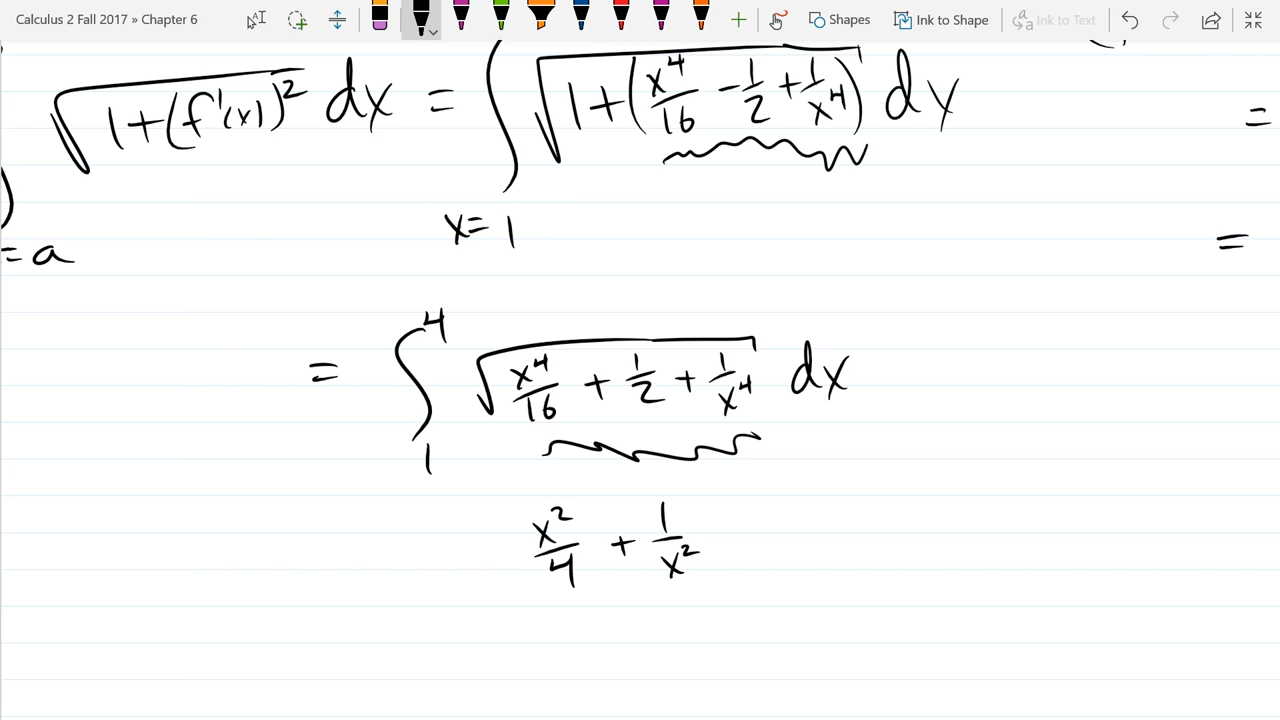 Calculus 2 Fall 2017 » Chapter 6 Shapes Ink to Shape Ink to Text
√(1+(f'(x))²) dx = ∫ √(1+(x⁴/16 - 1/2 + 1/x⁴)) dx =
x=1
=a =
= ∫₁⁴ √(x⁴/16 + 1/2 + 1/x⁴) dx
x²/4 + 1/x²